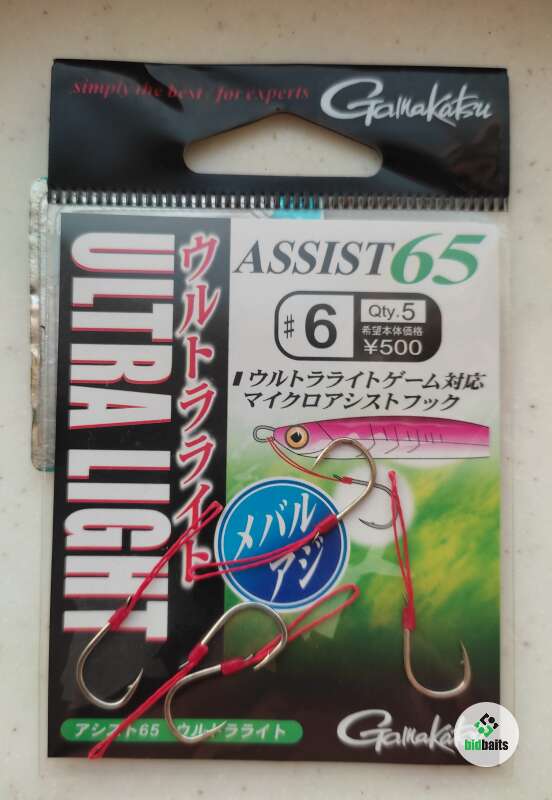 simply the best, for experts
Gamakatsu
ULTRA LIGHT
ウルトラライト
ASSIST 65
#6
Qty.5
希望本体価格
¥500
ウルトラライトゲーム対応
マイクロアシストフック
メバル
アジ
アシスト65 ウルトラライト
Gamakatsu
bidbaits